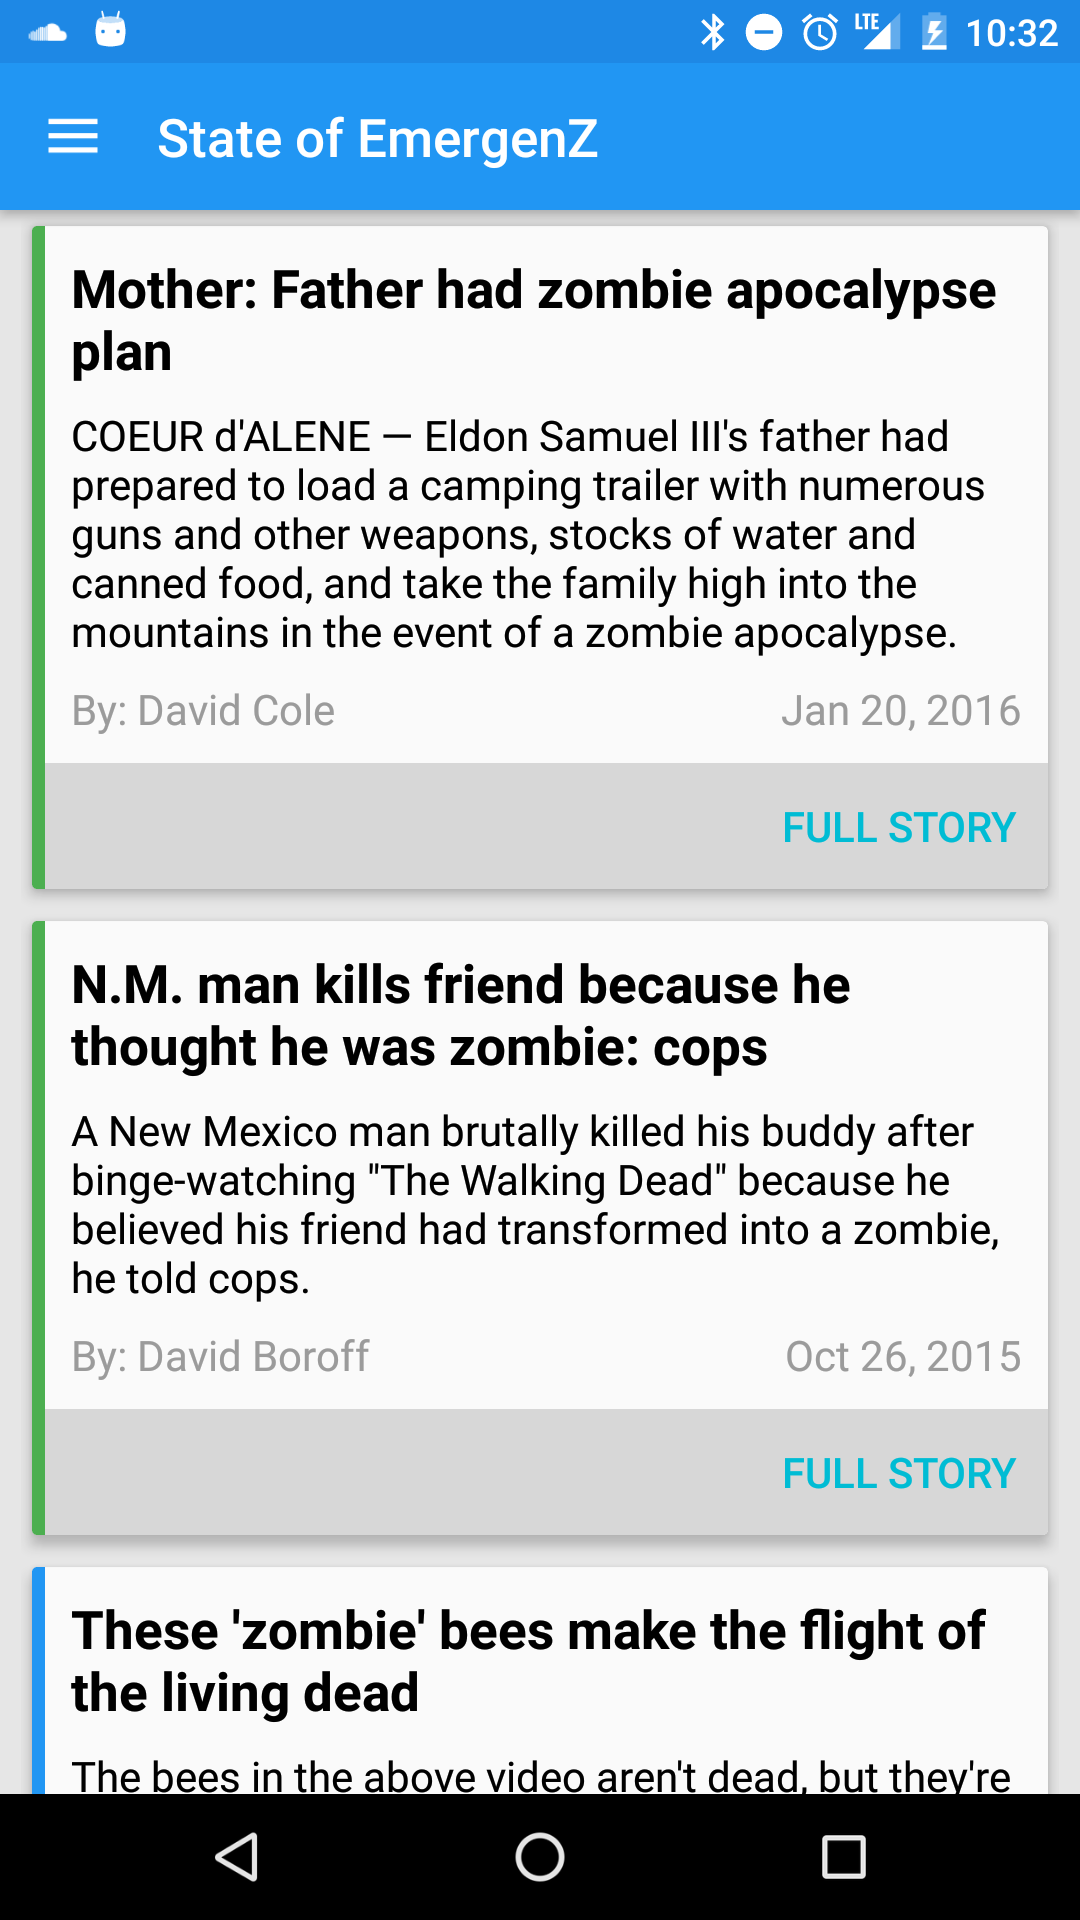 LTE 10:32
State of EmergenZ
Mother: Father had zombie apocalypse
plan
COEUR d'ALENE — Eldon Samuel III's father had
prepared to load a camping trailer with numerous
guns and other weapons, stocks of water and
canned food, and take the family high into the
mountains in the event of a zombie apocalypse.
By: David Cole Jan 20, 2016
FULL STORY
N.M. man kills friend because he
thought he was zombie: cops
A New Mexico man brutally killed his buddy after
binge-watching "The Walking Dead" because he
believed his friend had transformed into a zombie,
he told cops.
By: David Boroff Oct 26, 2015
FULL STORY
These 'zombie' bees make the flight of
the living dead
The bees in the above video aren't dead, but they're